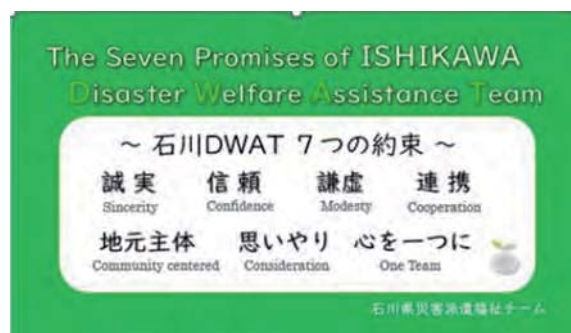 The Seven Promises of ISHIKAWA
Disaster Welfare Assistance Team
～ 石川DWAT 7つの約束 ～
誠実 信頼 謙虚 連携
Sincerity Confidence Modesty Cooperation
地元主体 思いやり 心を一つに
Community centered Consideration One Team
石川県災害派遣福祉チーム